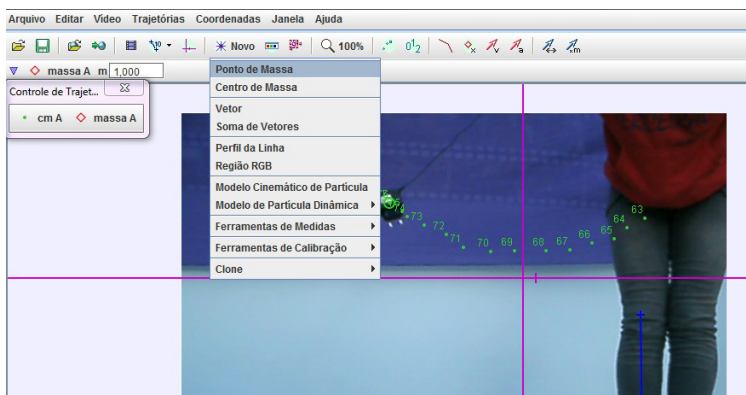 Arquivo Editar Vídeo Trajetórias Coordenadas Janela Ajuda
Novo 100%
massa A m 1,000
Controle de Trajet...
cm A massa A
Ponto de Massa
Centro de Massa
Vetor
Soma de Vetores
Perfil da Linha
Região RGB
Modelo Cinemático de Partícula
Modelo de Partícula Dinâmica
Ferramentas de Medidas
Ferramentas de Calibração
Clone
73 72 71 70 69 68 67 66 65 64 63